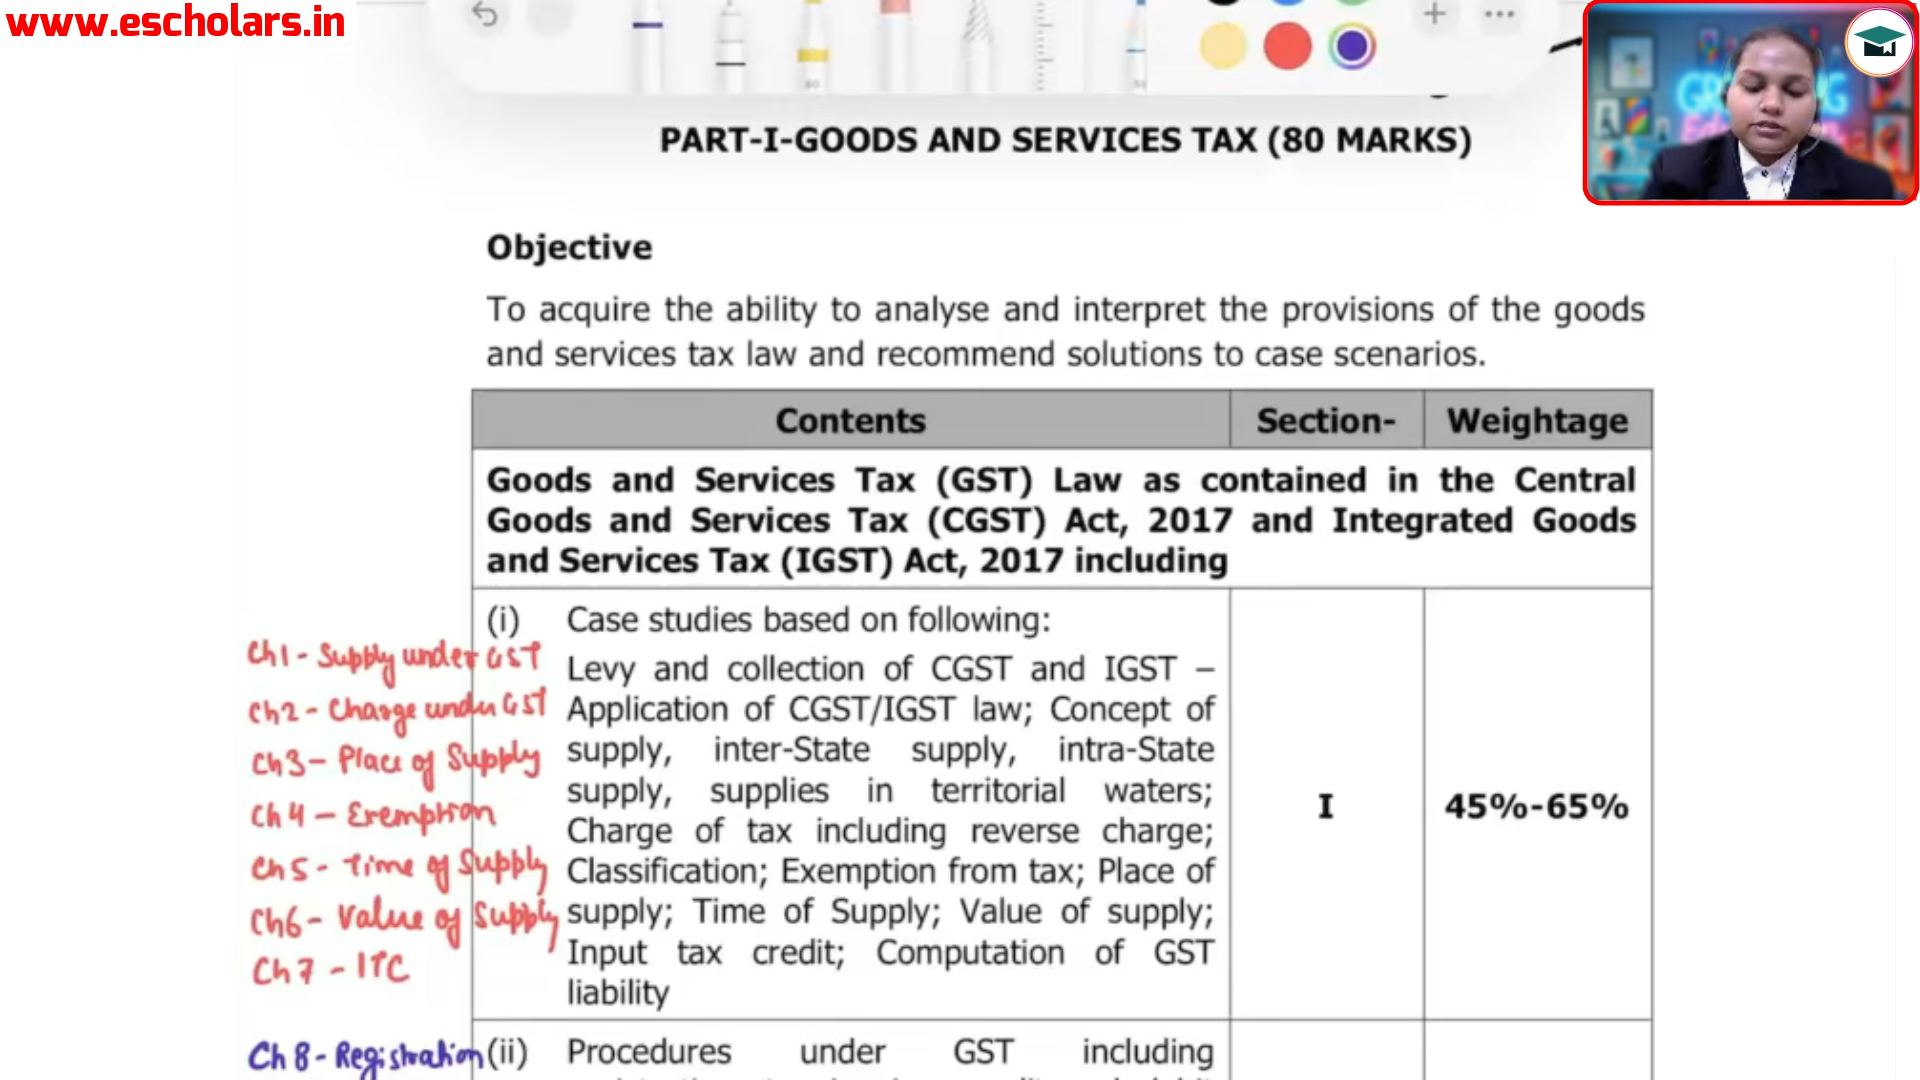 www.escholars.in
PART-I-GOODS AND SERVICES TAX (80 MARKS)
Objective
To acquire the ability to analyse and interpret the provisions of the goods
and services tax law and recommend solutions to case scenarios.
Contents Section- Weightage
Goods and Services Tax (GST) Law as contained in the Central
Goods and Services Tax (CGST) Act, 2017 and Integrated Goods
and Services Tax (IGST) Act, 2017 including
(i) Case studies based on following:
Levy and collection of CGST and IGST –
Application of CGST/IGST law; Concept of
supply, inter-State supply, intra-State
supply, supplies in territorial waters;
Charge of tax including reverse charge;
Classification; Exemption from tax; Place of
supply; Time of Supply; Value of supply;
Input tax credit; Computation of GST
liability
I
45%-65%
Ch1 - Supply under GST
Ch2 - Charge under GST
Ch3 - Place of Supply
Ch4 - Exemption
Ch5 - Time of Supply
Ch6 - Value of Supply
Ch7 - ITC
Ch8 - Registration
(ii) Procedures under GST including